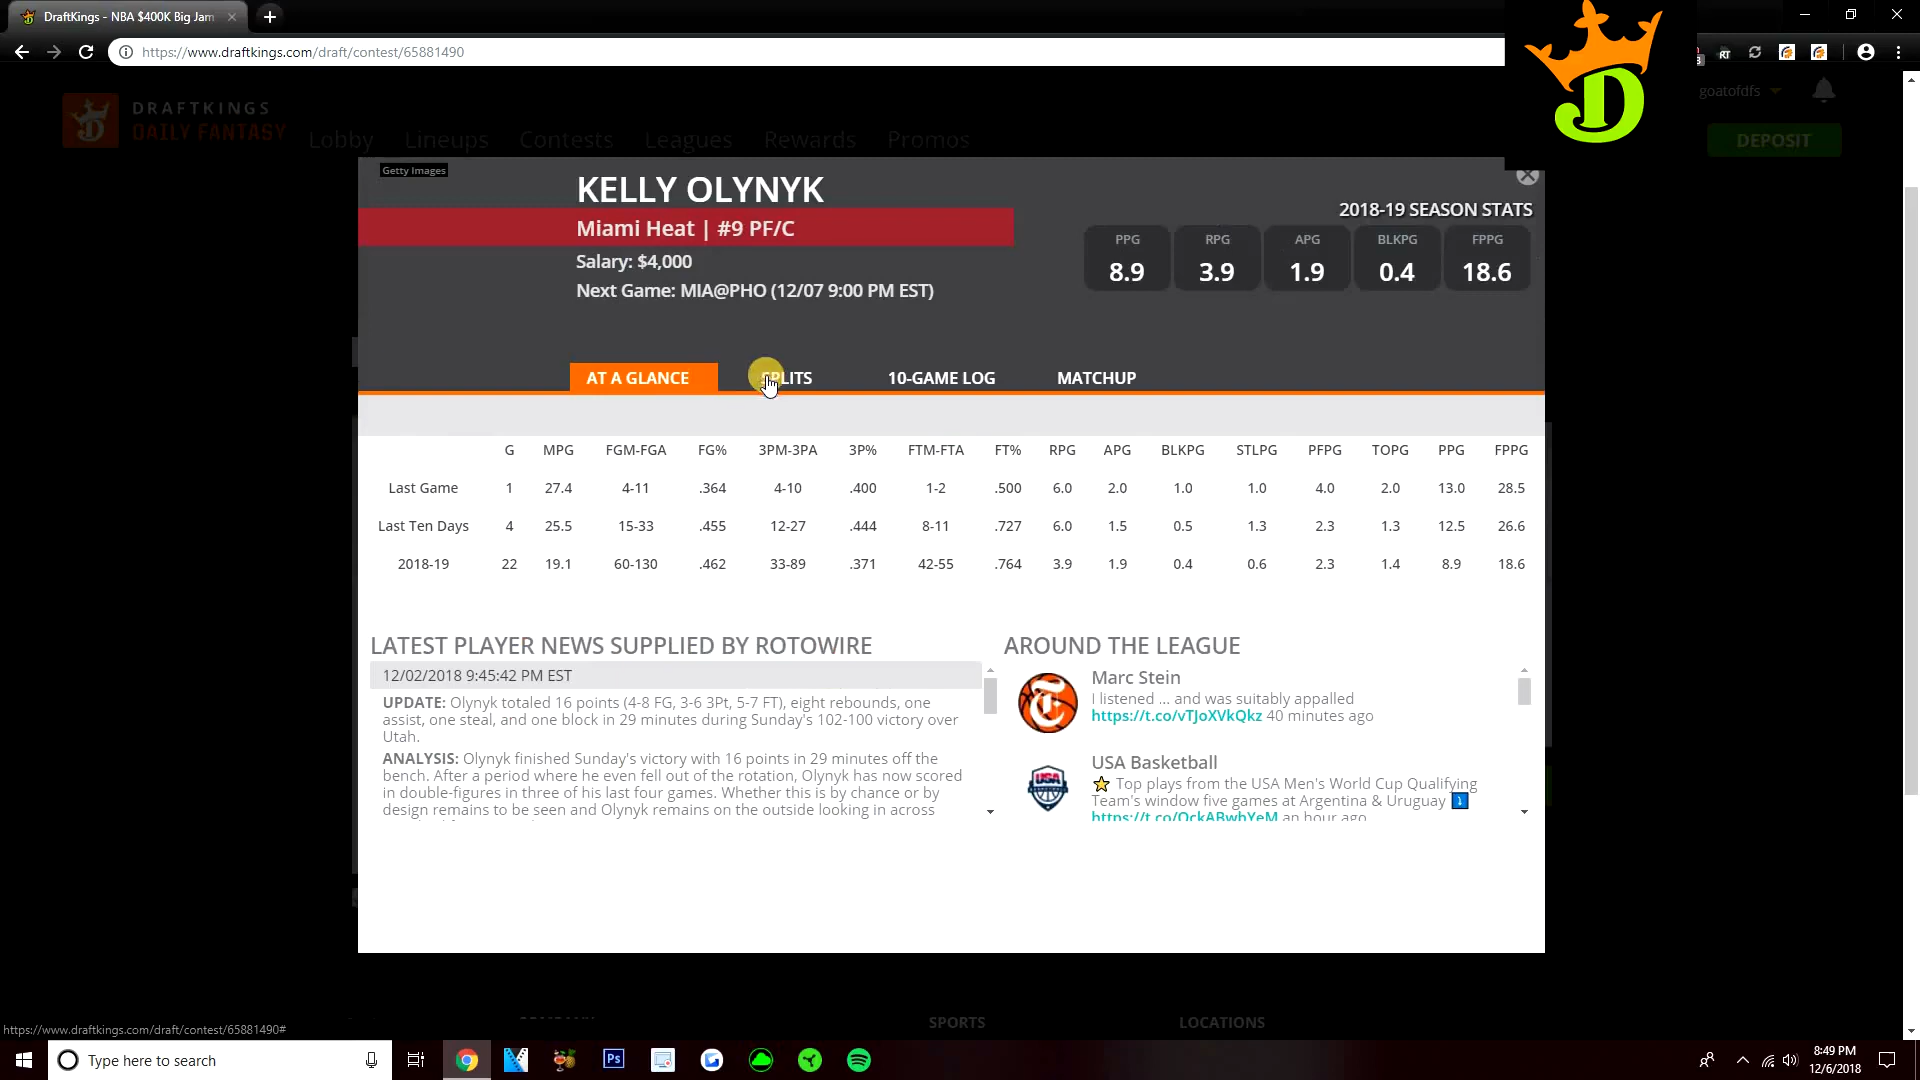 DraftKings - NBA $400K Big Jam
https://www.draftkings.com/draft/contest/65881490
RT
DRAFTKINGS
DAILY FANTASY
Lobby Lineups Contests Leagues Rewards Promos
goatofdfs
DEPOSIT
D
Getty Images
KELLY OLYNYK
Miami Heat | #9 PF/C
Salary: $4,000
Next Game: MIA@PHO (12/07 9:00 PM EST)
2018-19 SEASON STATS
PPG RPG APG BLKPG FPPG
8.9 3.9 1.9 0.4 18.6
AT A GLANCE SPLITS 10-GAME LOG MATCHUP
G MPG FGM-FGA FG% 3PM-3PA 3P% FTM-FTA FT% RPG APG BLKPG STLPG PFPG TOPG PPG FPPG
Last Game 1 27.4 4-11 .364 4-10 .400 1-2 .500 6.0 2.0 1.0 1.0 4.0 2.0 13.0 28.5
Last Ten Days 4 25.5 15-33 .455 12-27 .444 8-11 .727 6.0 1.5 0.5 1.3 2.3 1.3 12.5 26.6
2018-19 22 19.1 60-130 .462 33-89 .371 42-55 .764 3.9 1.9 0.4 0.6 2.3 1.4 8.9 18.6
LATEST PLAYER NEWS SUPPLIED BY ROTOWIRE
12/02/2018 9:45:42 PM EST
UPDATE: Olynyk totaled 16 points (4-8 FG, 3-6 3Pt, 5-7 FT), eight rebounds, one
assist, one steal, and one block in 29 minutes during Sunday's 102-100 victory over
Utah.
ANALYSIS: Olynyk finished Sunday's victory with 16 points in 29 minutes off the
bench. After a period where he even fell out of the rotation, Olynyk has now scored
in double-figures in three of his last four games. Whether this is by chance or by
design remains to be seen and Olynyk remains on the outside looking in across
AROUND THE LEAGUE
Marc Stein
I listened ... and was suitably appalled
https://t.co/vTJoXVkQkz 40 minutes ago
USA Basketball
Top plays from the USA Men's World Cup Qualifying
Team's window five games at Argentina & Uruguay
https://t.co/QckABwbYeM an hour ago
COMPANY SPORTS LOCATIONS
https://www.draftkings.com/draft/contest/65881490#
Type here to search
Ps
8:49 PM
12/6/2018